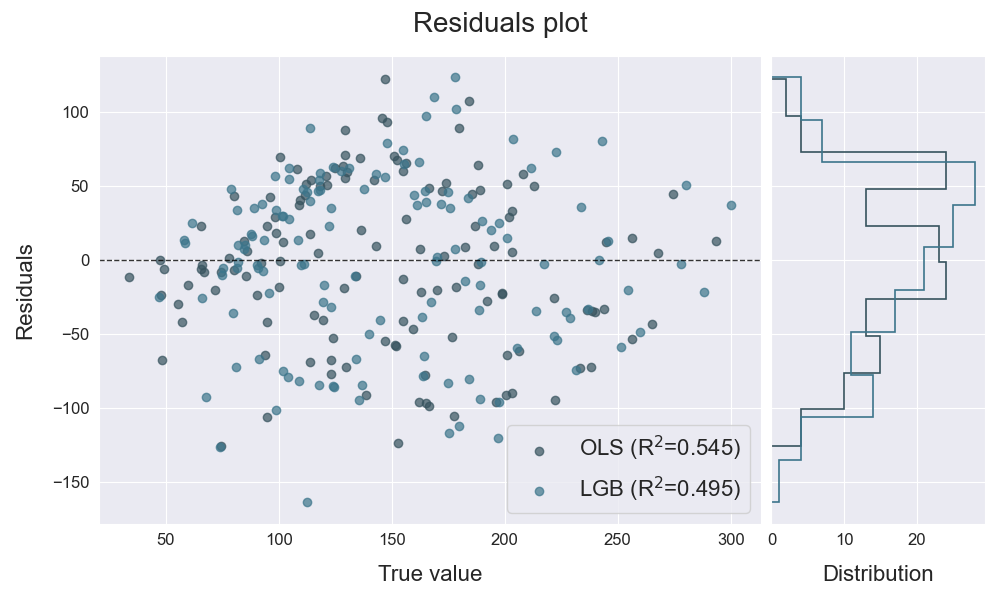 Residuals plot
Residuals
100
50
0
−50
−100
−150
OLS (R²=0.545)
LGB (R²=0.495)
50
100
150
200
250
300
0
10
20
True value
Distribution